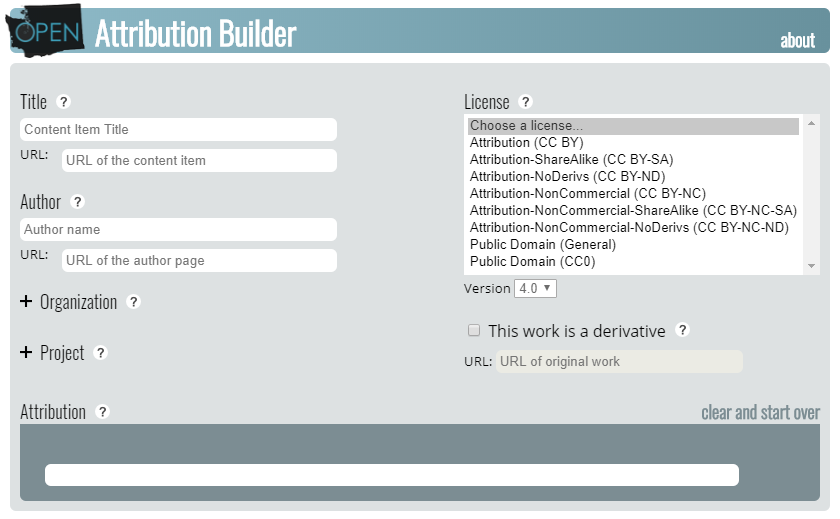 OPEN Attribution Builder
about
Title ?
Content Item Title
URL: URL of the content item
Author ?
Author name
URL: URL of the author page
+ Organization ?
+ Project ?
License ?
Choose a license...
Attribution (CC BY)
Attribution-ShareAlike (CC BY-SA)
Attribution-NoDerivs (CC BY-ND)
Attribution-NonCommercial (CC BY-NC)
Attribution-NonCommercial-ShareAlike (CC BY-NC-SA)
Attribution-NonCommercial-NoDerivs (CC BY-NC-ND)
Public Domain (General)
Public Domain (CC0)
Version 4.0
This work is a derivative ?
URL: URL of original work
Attribution ?
clear and start over